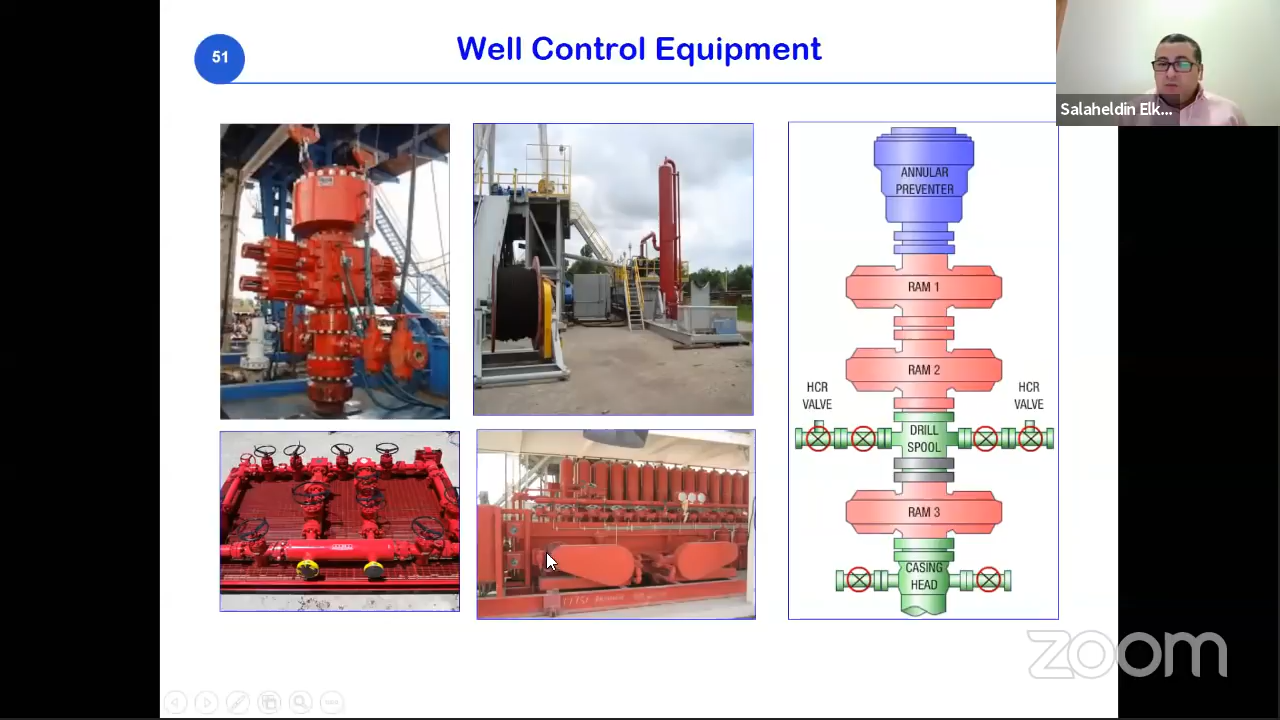 51
Well Control Equipment
Salaheldin Elk...
ANNULAR
PREVENTER
RAM 1
RAM 2
HCR
VALVE
HCR
VALVE
DRILL
SPOOL
RAM 3
CASING
HEAD
zoom